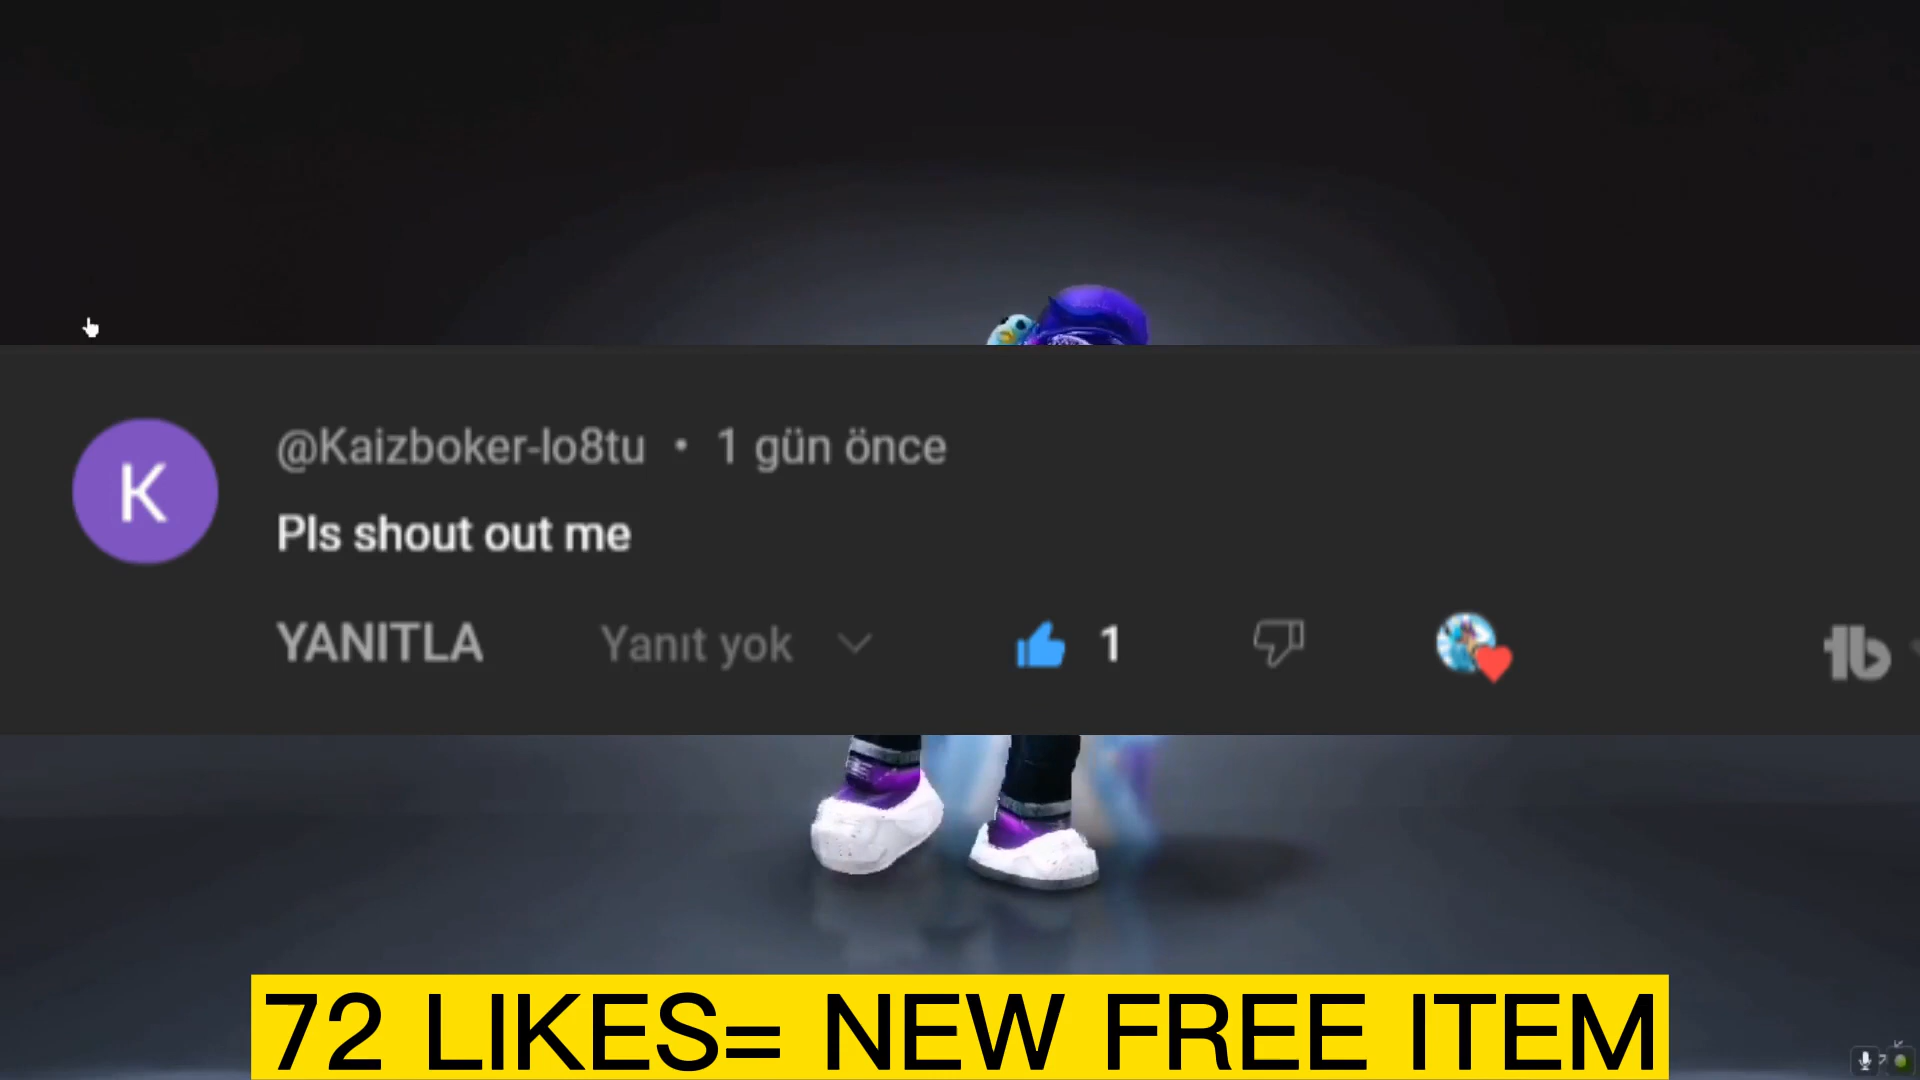 @Kaizboker-lo8tu • 1 gün önce
K
Pls shout out me
YANITLA Yanıt yok 1
72 LIKES= NEW FREE ITEM